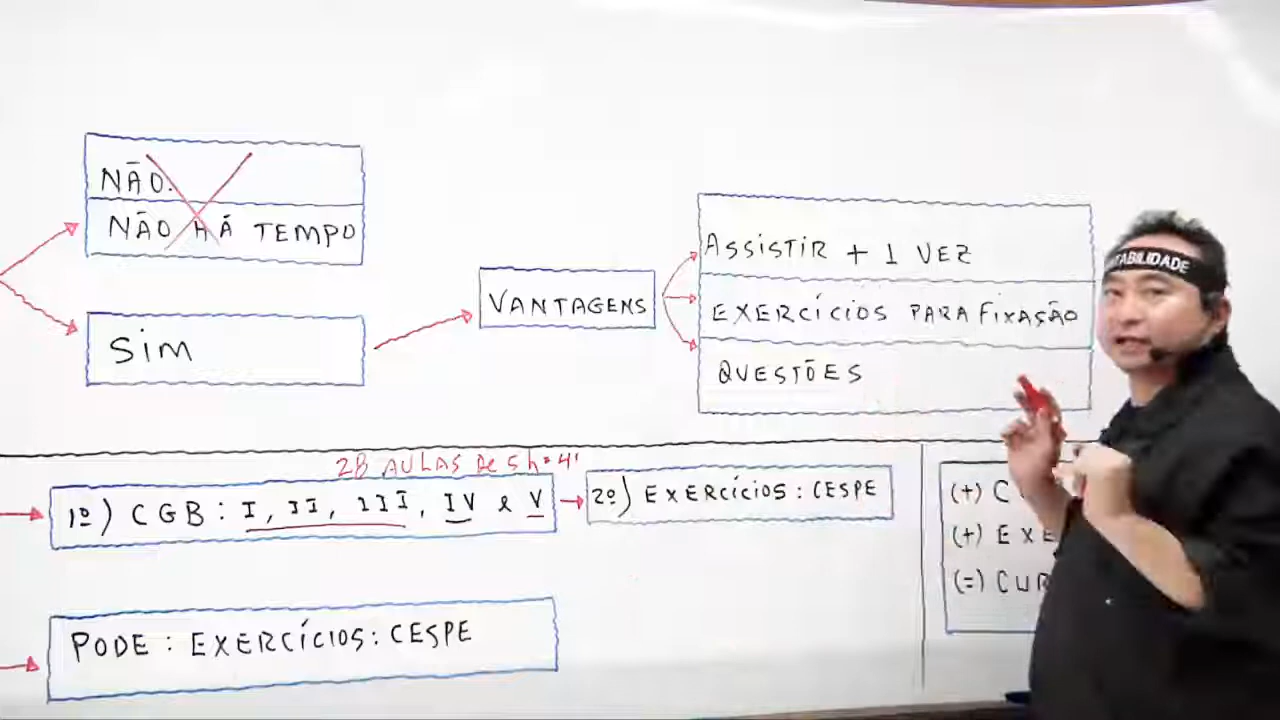 NÃO.
NÃO HÁ TEMPO
SIM
VANTAGENS
ASSISTIR + 1 VEZ
EXERCÍCIOS PARA FIXAÇÃO
QUESTÕES
28 AULAS DE 5h = 4'
1º) CGB: I, II, III, IV & V
2º) EXERCÍCIOS: CESPE
PODE: EXERCÍCIOS: CESPE
(+) C
(+) EXE
(=) CUR
NTABILIDADE